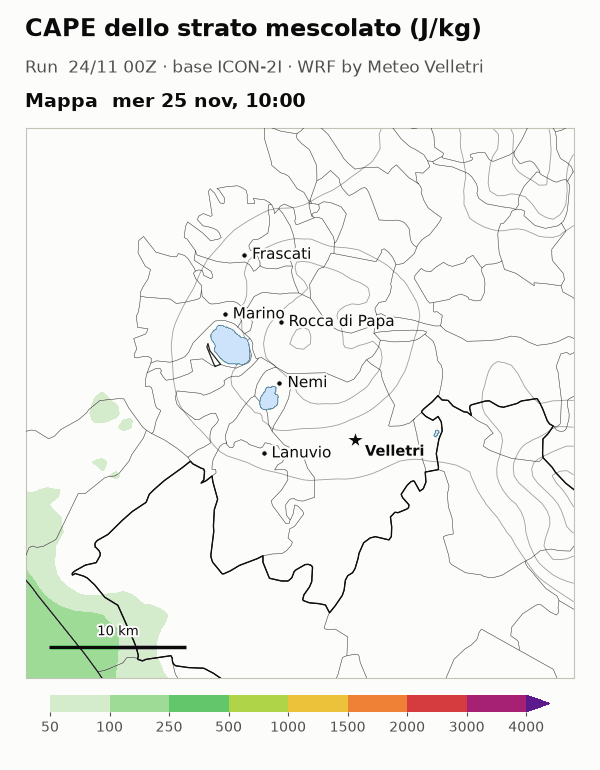 CAPE dello strato mescolato (J/kg)
Run  24/11 00Z · base ICON-2I · WRF by Meteo Velletri
Mappa  mer 25 nov, 10:00
Frascati
Marino
Rocca di Papa
Nemi
Velletri
Lanuvio
10 km
50 100 250 500 1000 1500 2000 3000 4000